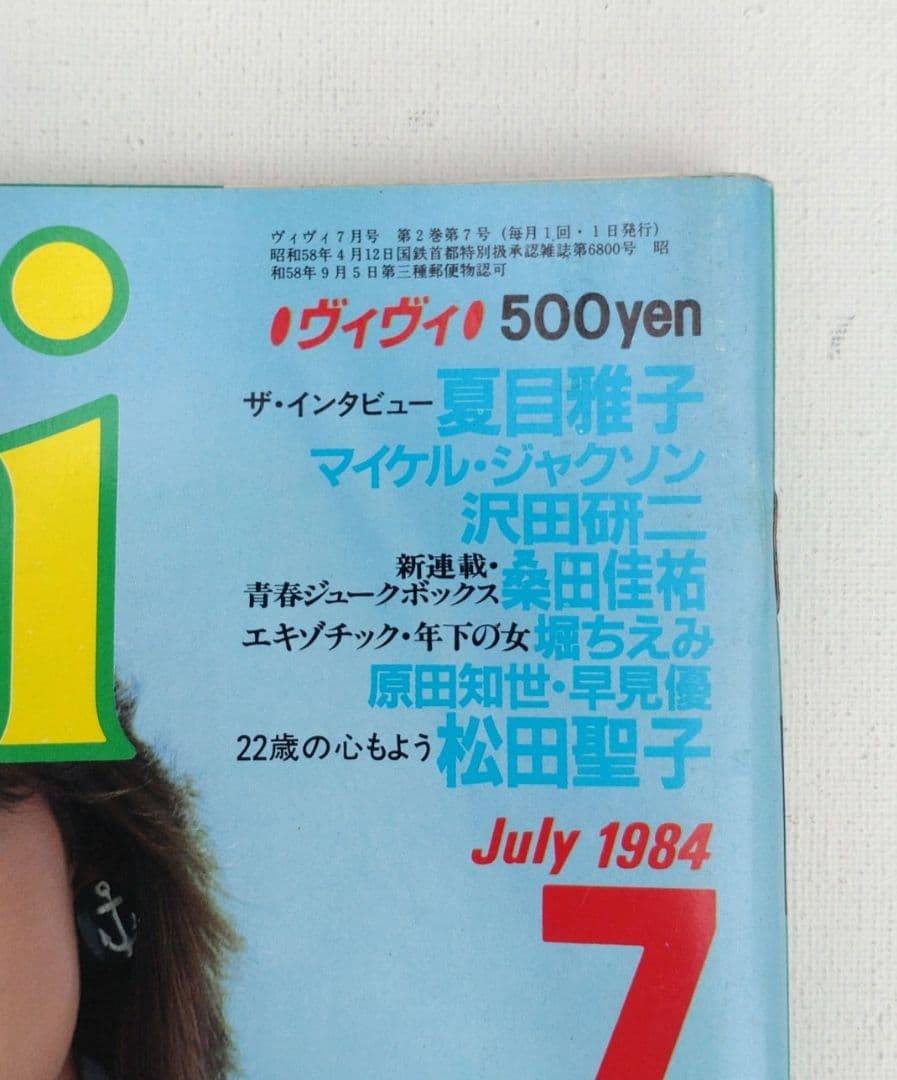 i
ヴィヴィ7月号 第2巻第7号(毎月1回・1日発行)
昭和58年4月12日国鉄首都特別扱承認雑誌第6800号 昭
和58年9月5日第三種郵便物認可
ヴィヴィ 500yen
ザ・インタビュー夏目雅子
マイケル・ジャクソン
沢田研二
新連載・
青春ジュークボックス桑田佳祐
エキゾチック・年下の女堀ちえみ
原田知世・早見優
22歳の心もよう松田聖子
July 1984
7